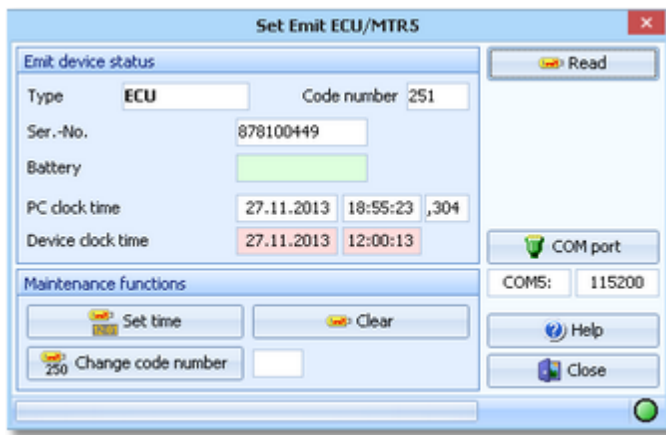 Set Emit ECU/MTR5
Emit device status
Type ECU Code number 251
Ser.-No. 878100449
Battery
PC clock time 27.11.2013 18:55:23 ,304
Device clock time 27.11.2013 12:00:13
Maintenance functions
Set time Clear
250 Change code number
Read
COM port
COM5: 115200
Help
Close